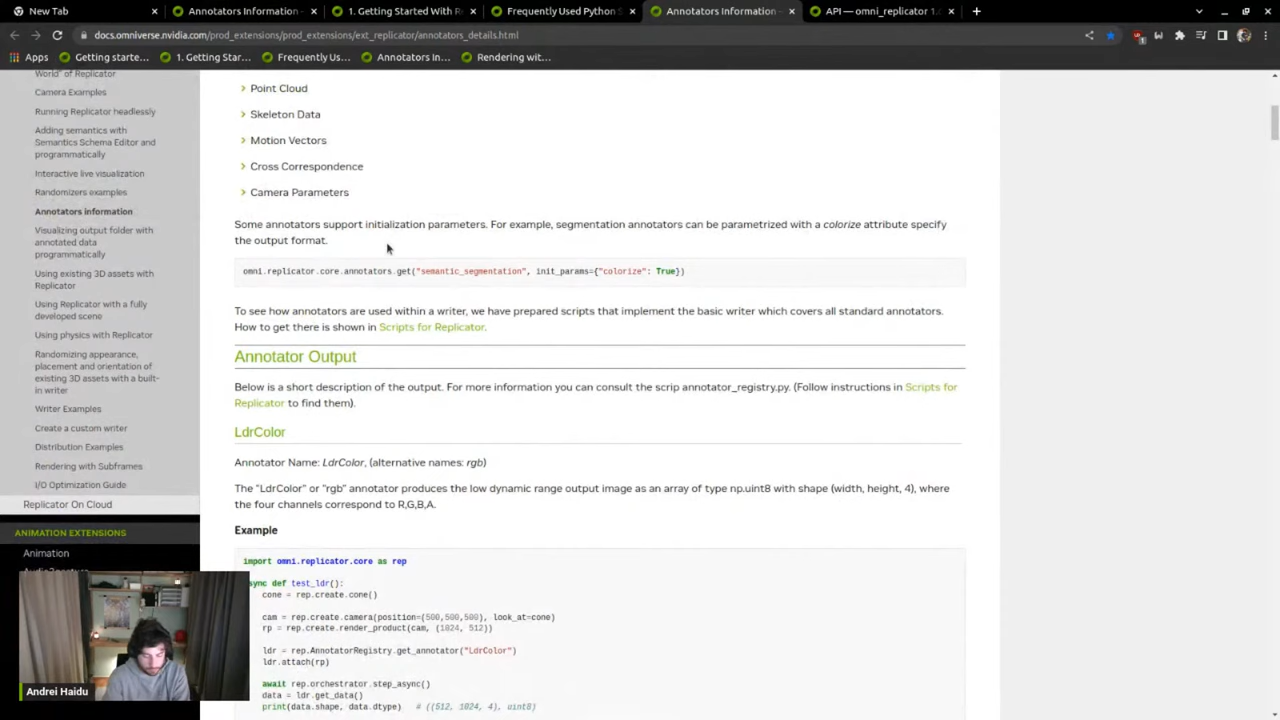 New Tab
Annotators Information
1. Getting Started With R
Frequently Used Python S
Annotators Information
API — omni_replicator 1.
docs.omniverse.nvidia.com/prod_extensions/prod_extensions/ext_replicator/annotators_details.html
Apps
Getting starte...
1. Getting Star...
Frequently Us...
Annotators In...
Rendering wit...
World" of Replicator
Camera Examples
Running Replicator headlessly
Adding semantics with
Semantics Schema Editor and
programmatically
Interactive live visualization
Randomizers examples
Annotators information
Visualizing output folder with
annotated data
programmatically
Using existing 3D assets with
Replicator
Using Replicator with a fully
developed scene
Using physics with Replicator
Randomizing appearance,
placement and orientation of
existing 3D assets with a built-
in writer
Writer Examples
Create a custom writer
Distribution Examples
Rendering with Subframes
I/O Optimization Guide
Replicator On Cloud
ANIMATION EXTENSIONS
Animation
Andrei Haidu
Point Cloud
Skeleton Data
Motion Vectors
Cross Correspondence
Camera Parameters
Some annotators support initialization parameters. For example, segmentation annotators can be parametrized with a colorize attribute specify
the output format.
omni.replicator.core.annotators.get("semantic_segmentation", init_params={"colorize": True})
To see how annotators are used within a writer, we have prepared scripts that implement the basic writer which covers all standard annotators.
How to get there is shown in Scripts for Replicator.
Annotator Output
Below is a short description of the output. For more information you can consult the scrip annotator_registry.py. (Follow instructions in Scripts for
Replicator to find them).
LdrColor
Annotator Name: LdrColor, (alternative names: rgb)
The "LdrColor" or "rgb" annotator produces the low dynamic range output image as an array of type np.uint8 with shape (width, height, 4), where
the four channels correspond to R,G,B,A.
Example
import omni.replicator.core as rep
sync def test_ldr():
cone = rep.create.cone()
cam = rep.create.camera(position=(500,500,500), look_at=cone)
rp = rep.create.render_product(cam, (1024, 512))
ldr = rep.AnnotatorRegistry.get_annotator("LdrColor")
ldr.attach(rp)
await rep.orchestrator.step_async()
data = ldr.get_data()
print(data.shape, data.dtype) # ((512, 1024, 4), uint8)